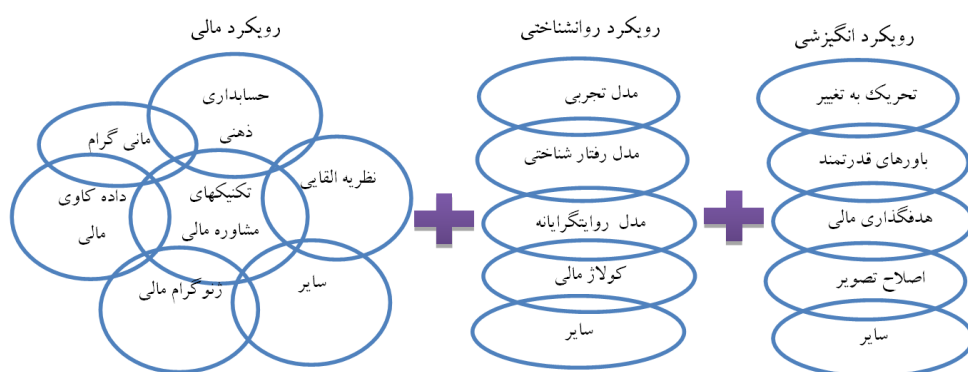 رویکرد انگیزشی
تحریک به تغییر
باورهای قدرتمند
هدفگذاری مالی
اصلاح تصویر
سایر
رویکرد روانشناختی
مدل تجربی
مدل رفتار شناختی
مدل روایتگرایانه
کولاژ مالی
سایر
رویکرد مالی
حسابداری
ذهنی
مانی گرام
نظریه القایی
تکنیکهای
مشاوره مالی
داده کاوی
مالی
ژنوگرام مالی
سایر